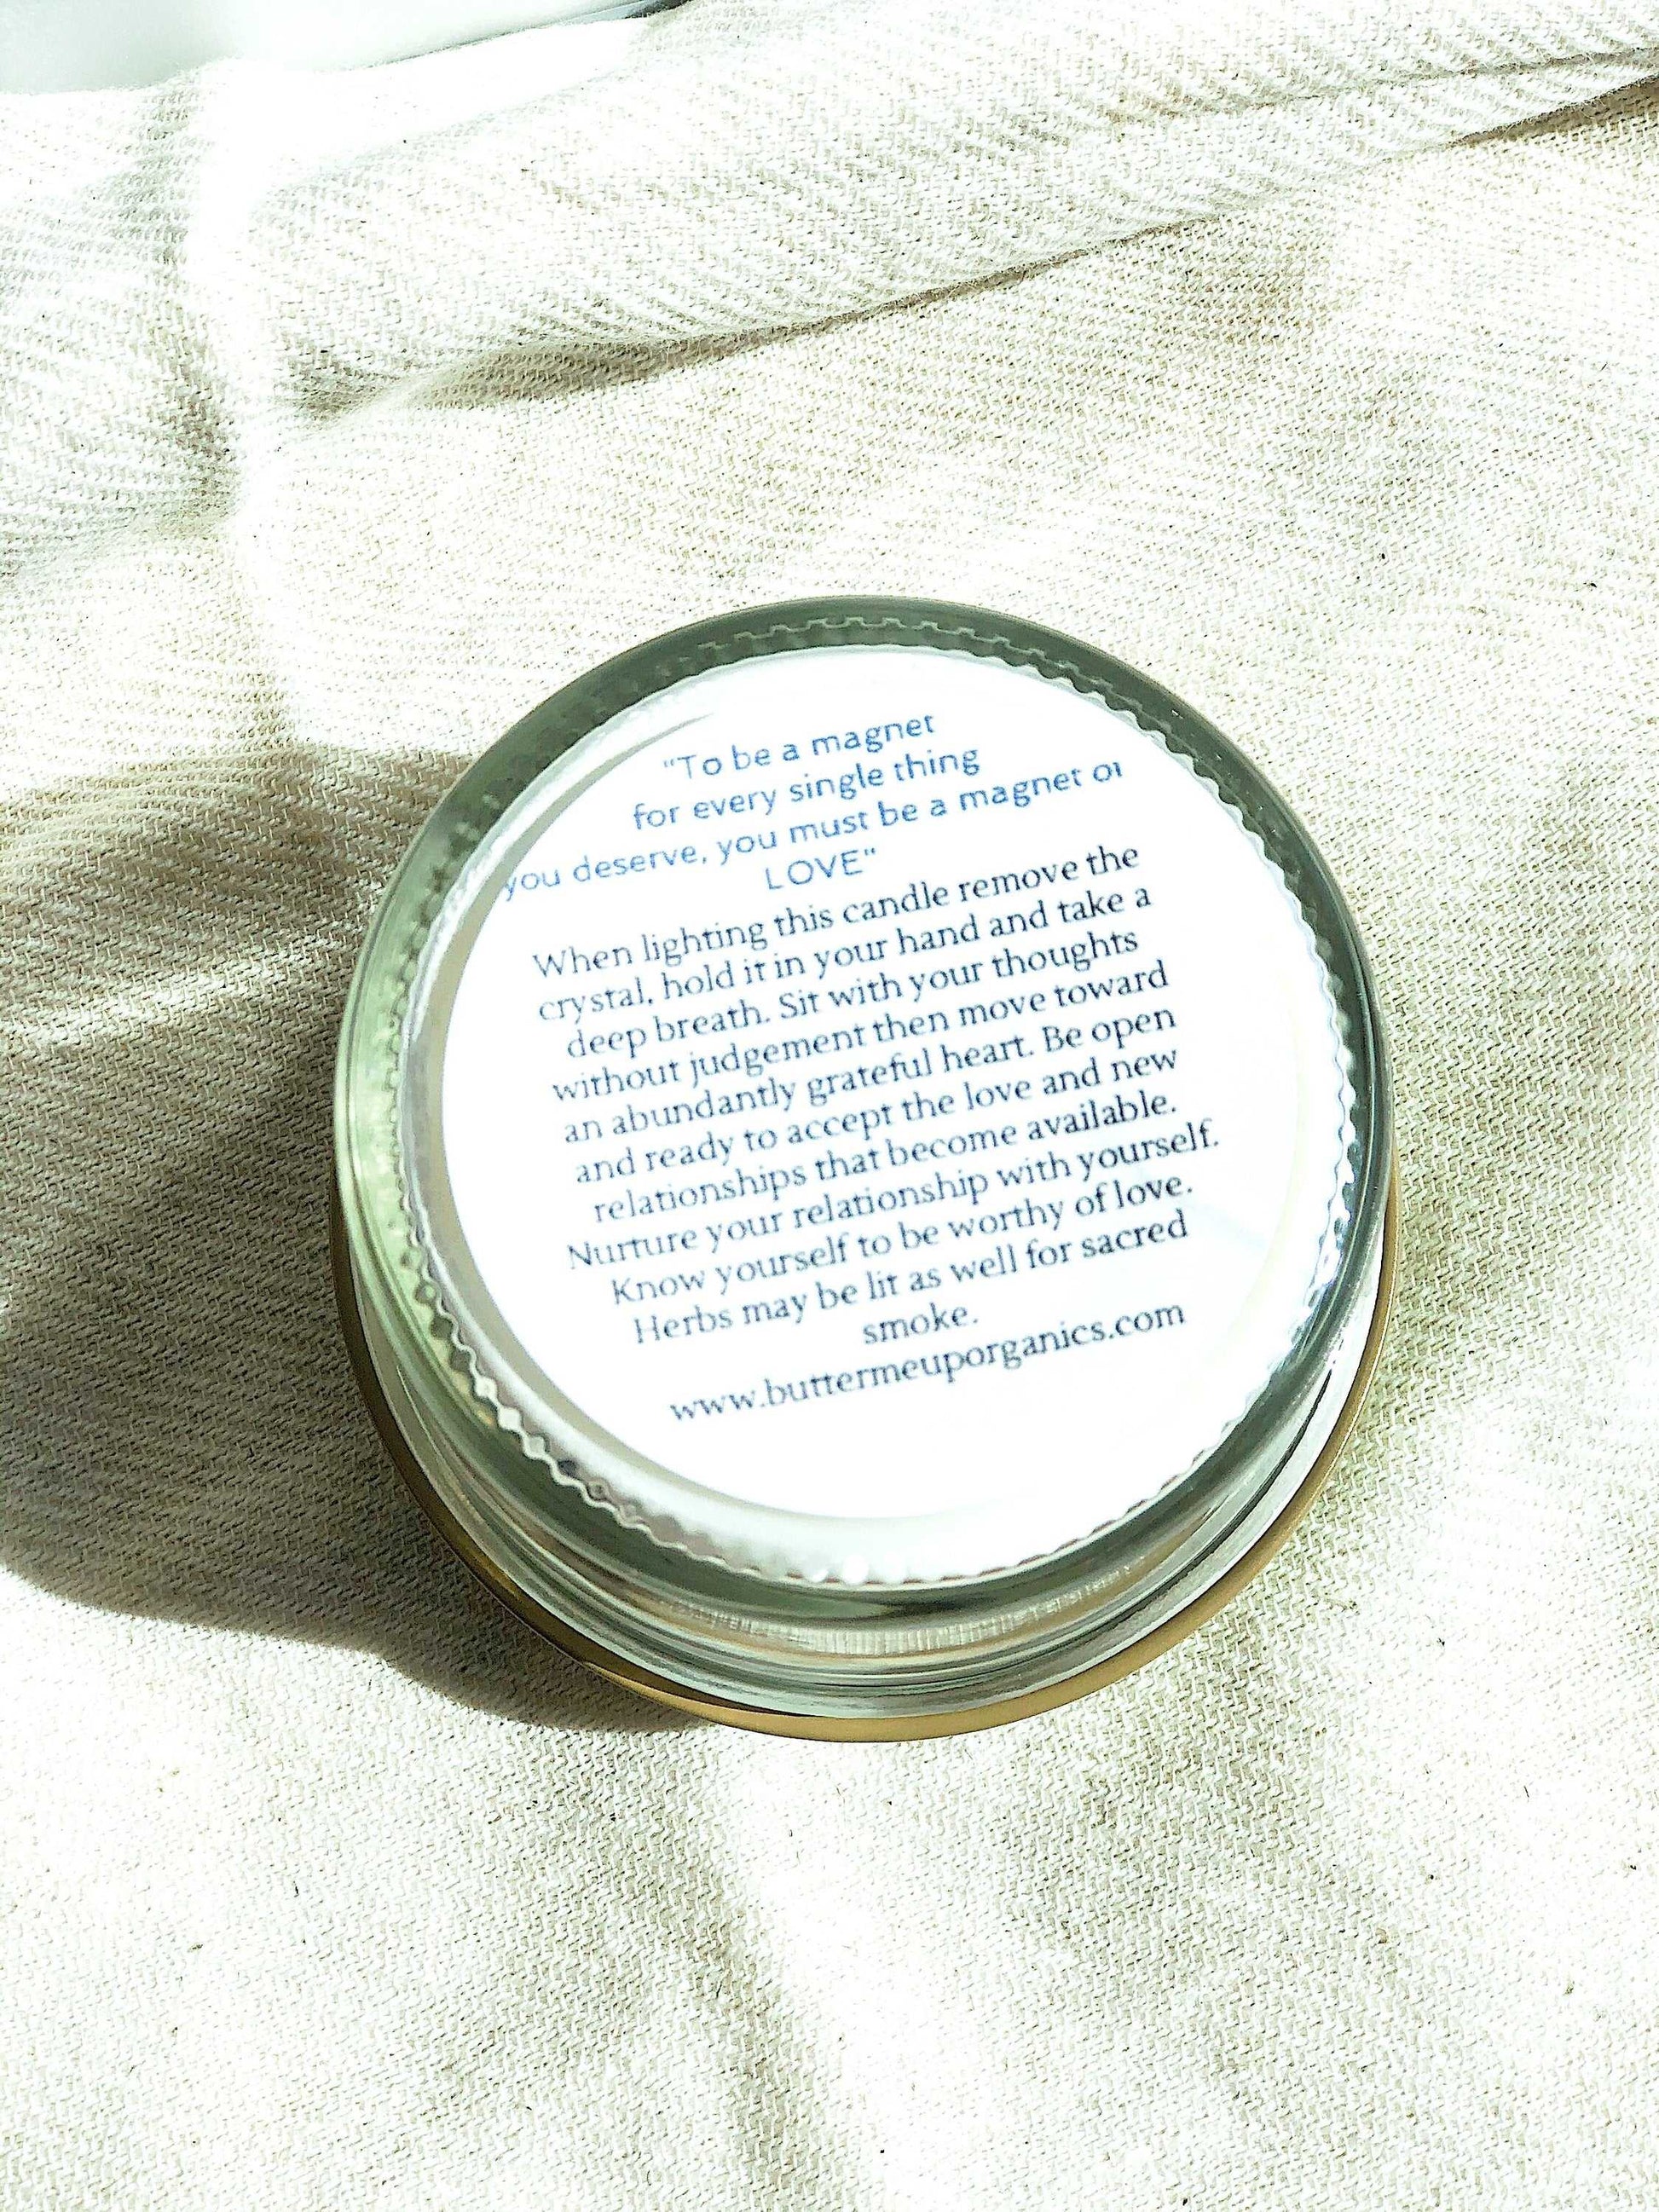 "To be a magnet
for every single thing
you deserve, you must be a magnet of
LOVE"
When lighting this candle remove the
crystal, hold it in your hand and take a
deep breath. Sit with your thoughts
without judgement then move toward
an abundantly grateful heart. Be open
and ready to accept the love and new
relationships that become available.
Nurture your relationship with yourself.
Know yourself to be worthy of love.
Herbs may be lit as well for sacred
smoke.
www.buttermeuporganics.com